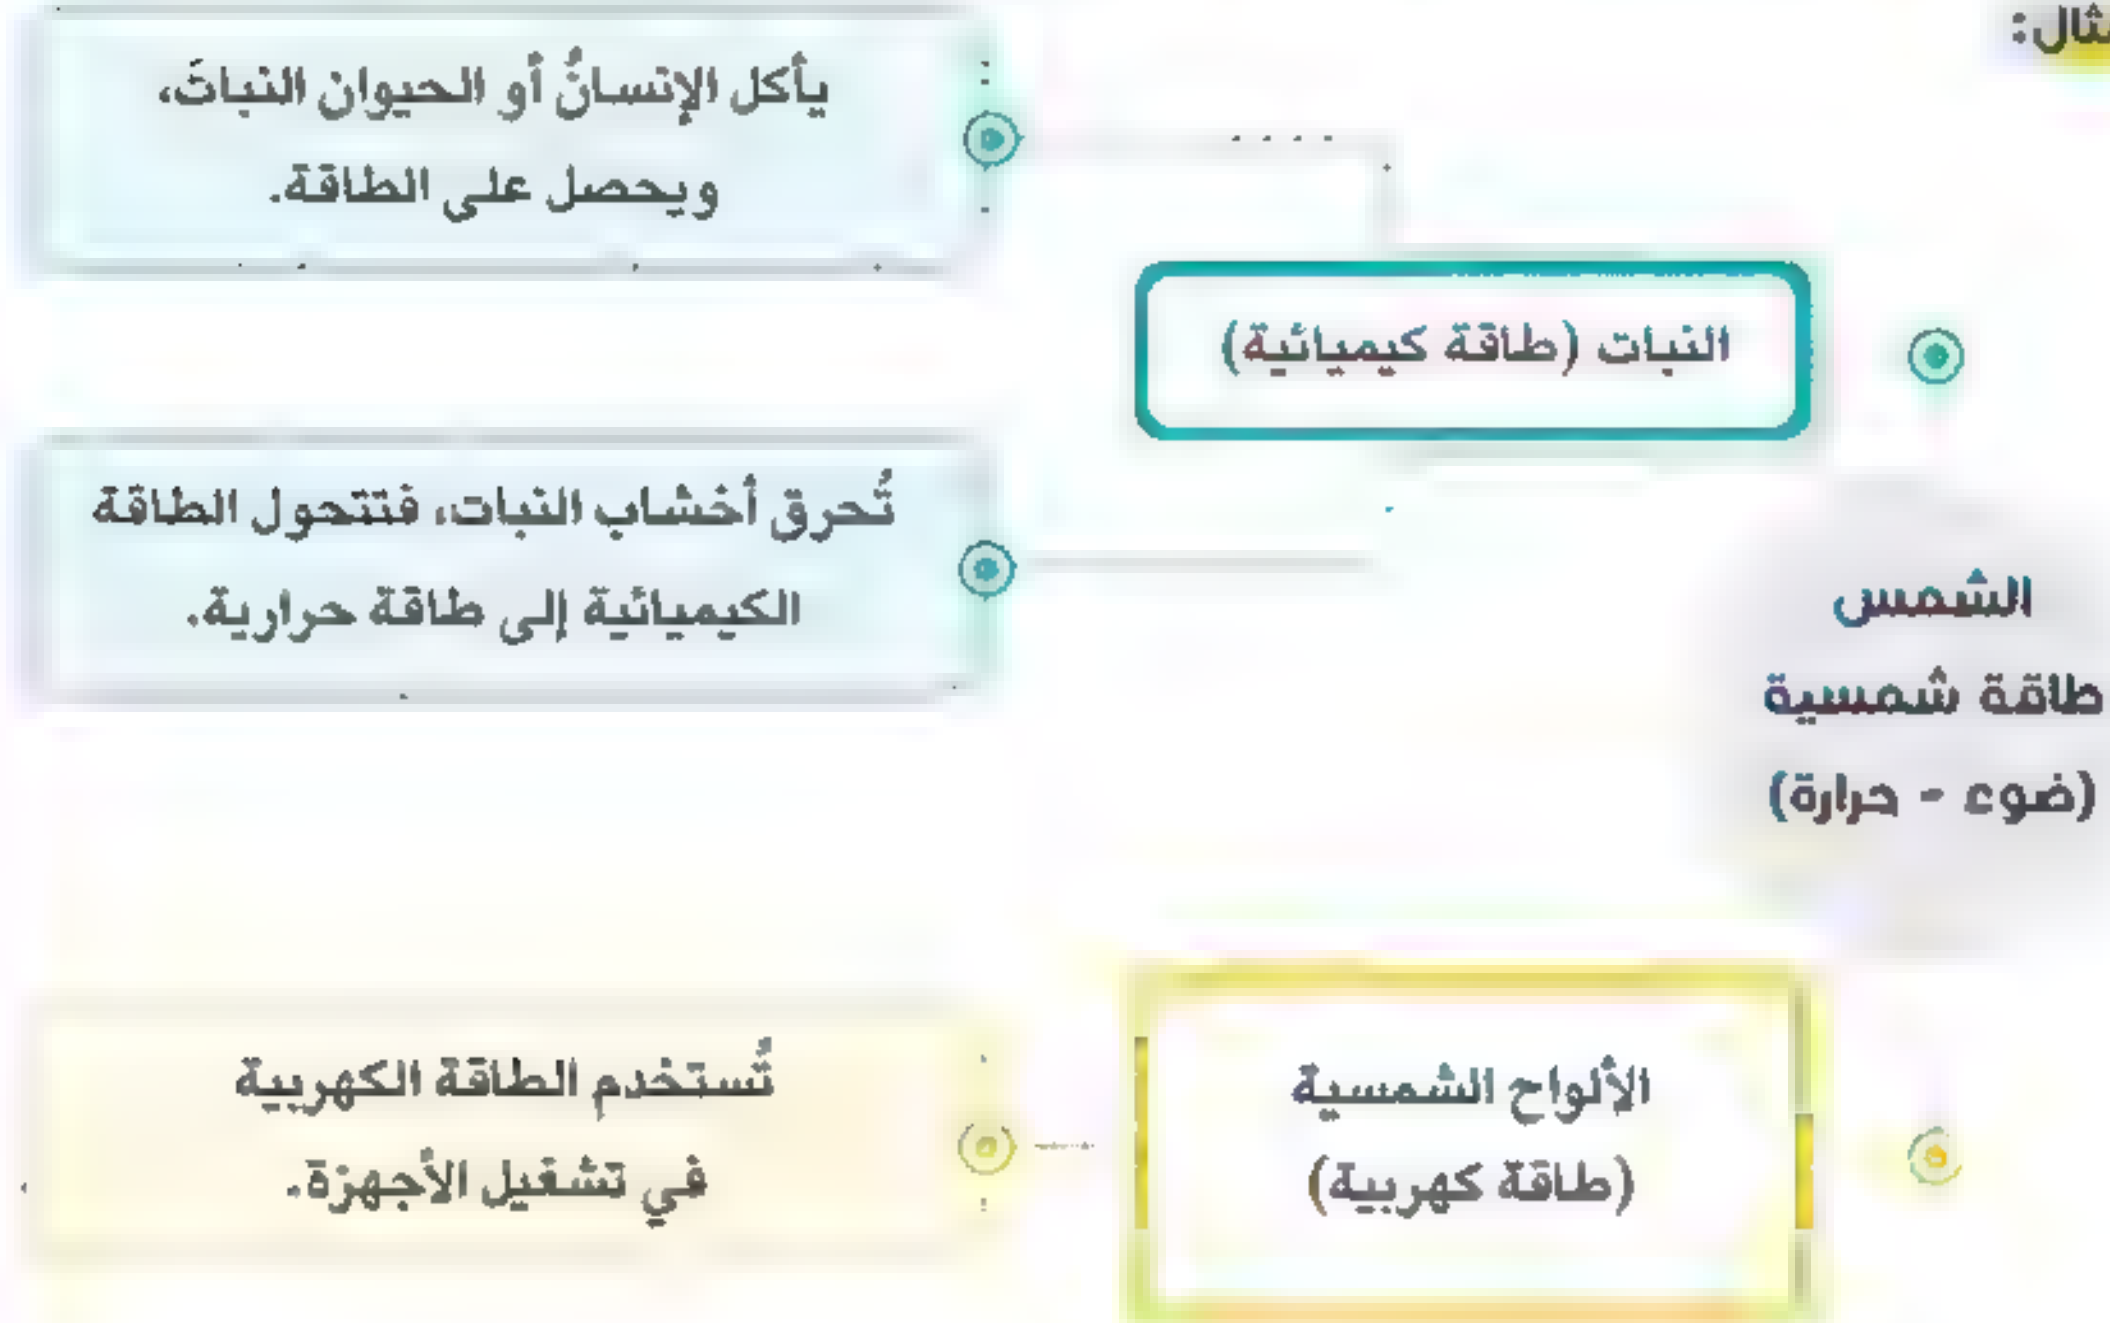 يأكل الإنسانُ أو الحيوان النباتَ،
ويحصل على الطاقة.
النبات (طاقة كيميائية)
تُحرق أخشاب النبات، فتتحول الطاقة
الكيميائية إلى طاقة حرارية.
الشمس
طاقة شمسية
(ضوء - حرارة)
الألواح الشمسية
(طاقة كهربية)
تُستخدم الطاقة الكهربية
في تشغيل الأجهزة.